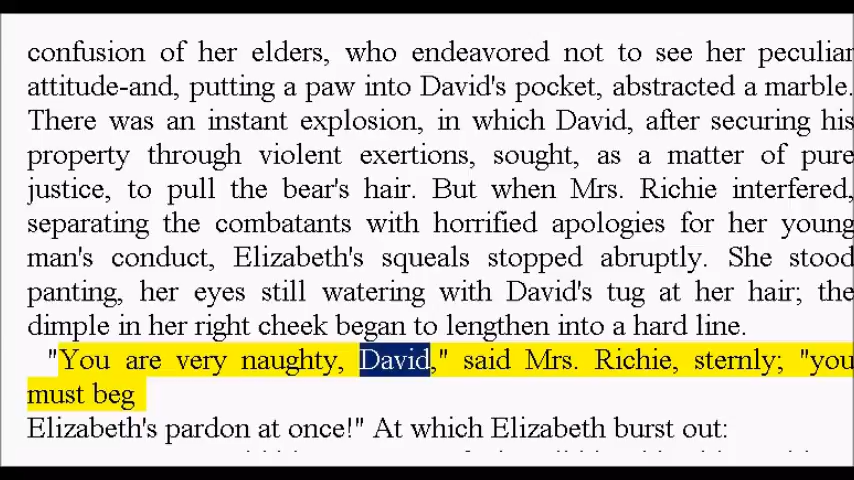 confusion of her elders, who endeavored not to see her peculiar
attitude-and, putting a paw into David's pocket, abstracted a marble.
There was an instant explosion, in which David, after securing his
property through violent exertions, sought, as a matter of pure
justice, to pull the bear's hair. But when Mrs. Richie interfered,
separating the combatants with horrified apologies for her young
man's conduct, Elizabeth's squeals stopped abruptly. She stood
panting, her eyes still watering with David's tug at her hair; the
dimple in her right cheek began to lengthen into a hard line.
"You are very naughty, David," said Mrs. Richie, sternly; "you
must beg
Elizabeth's pardon at once!" At which Elizabeth burst out: